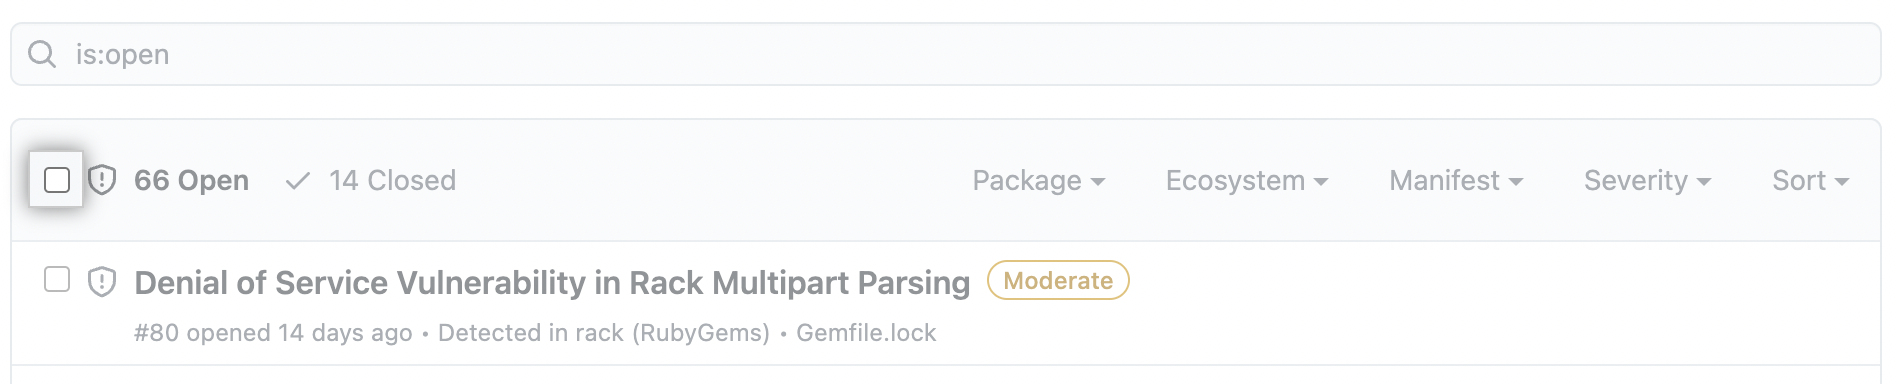 is:open
66 Open 14 Closed Package Ecosystem Manifest Severity Sort
Denial of Service Vulnerability in Rack Multipart Parsing Moderate
#80 opened 14 days ago • Detected in rack (RubyGems) • Gemfile.lock